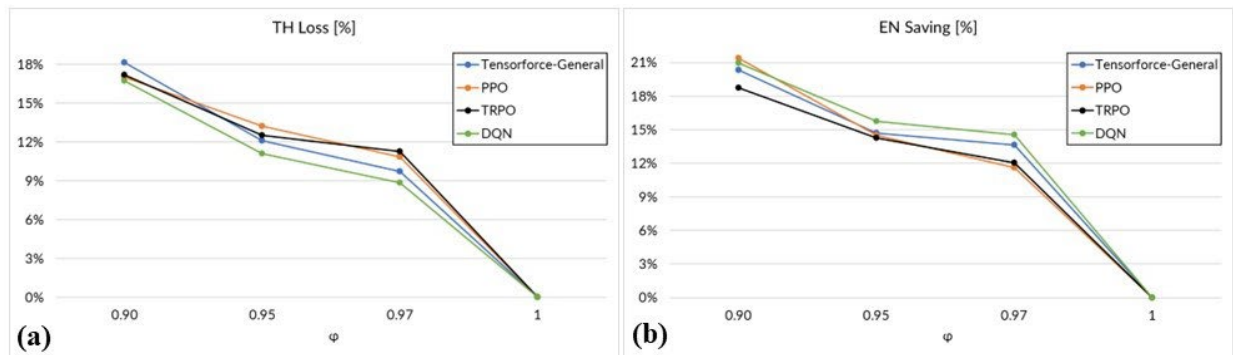 TH Loss [%]
18%
15%
12%
9%
6%
3%
0%
Tensorforce-General
PPO
TRPO
DQN
0.90 0.95 0.97 1
φ
(a)
EN Saving [%]
21%
18%
15%
12%
9%
6%
3%
0%
Tensorforce-General
PPO
TRPO
DQN
0.90 0.95 0.97 1
φ
(b)